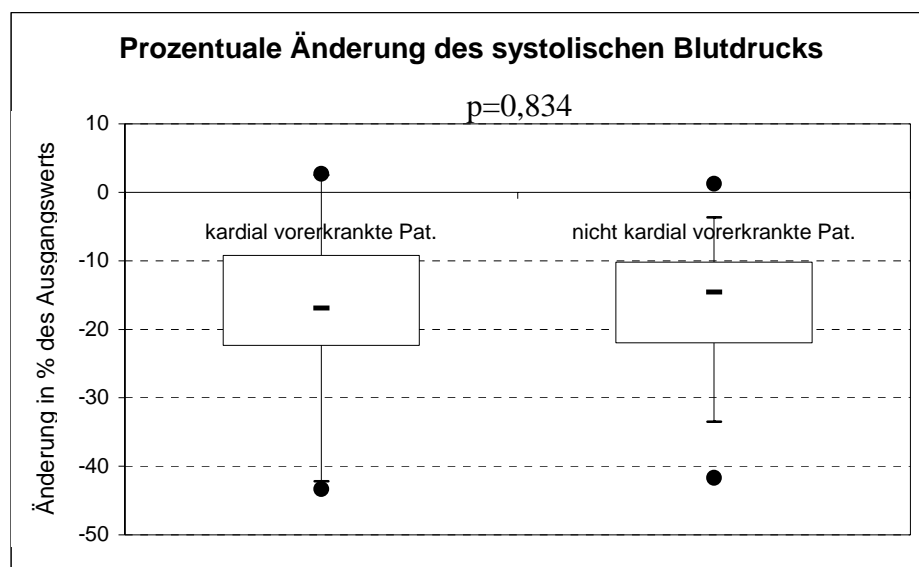 Prozentuale Änderung des systolischen Blutdrucks
p=0,834
Änderung in % des Ausgangswerts
10
0
-10
-20
-30
-40
-50
kardial vorerkrankte Pat.
nicht kardial vorerkrankte Pat.